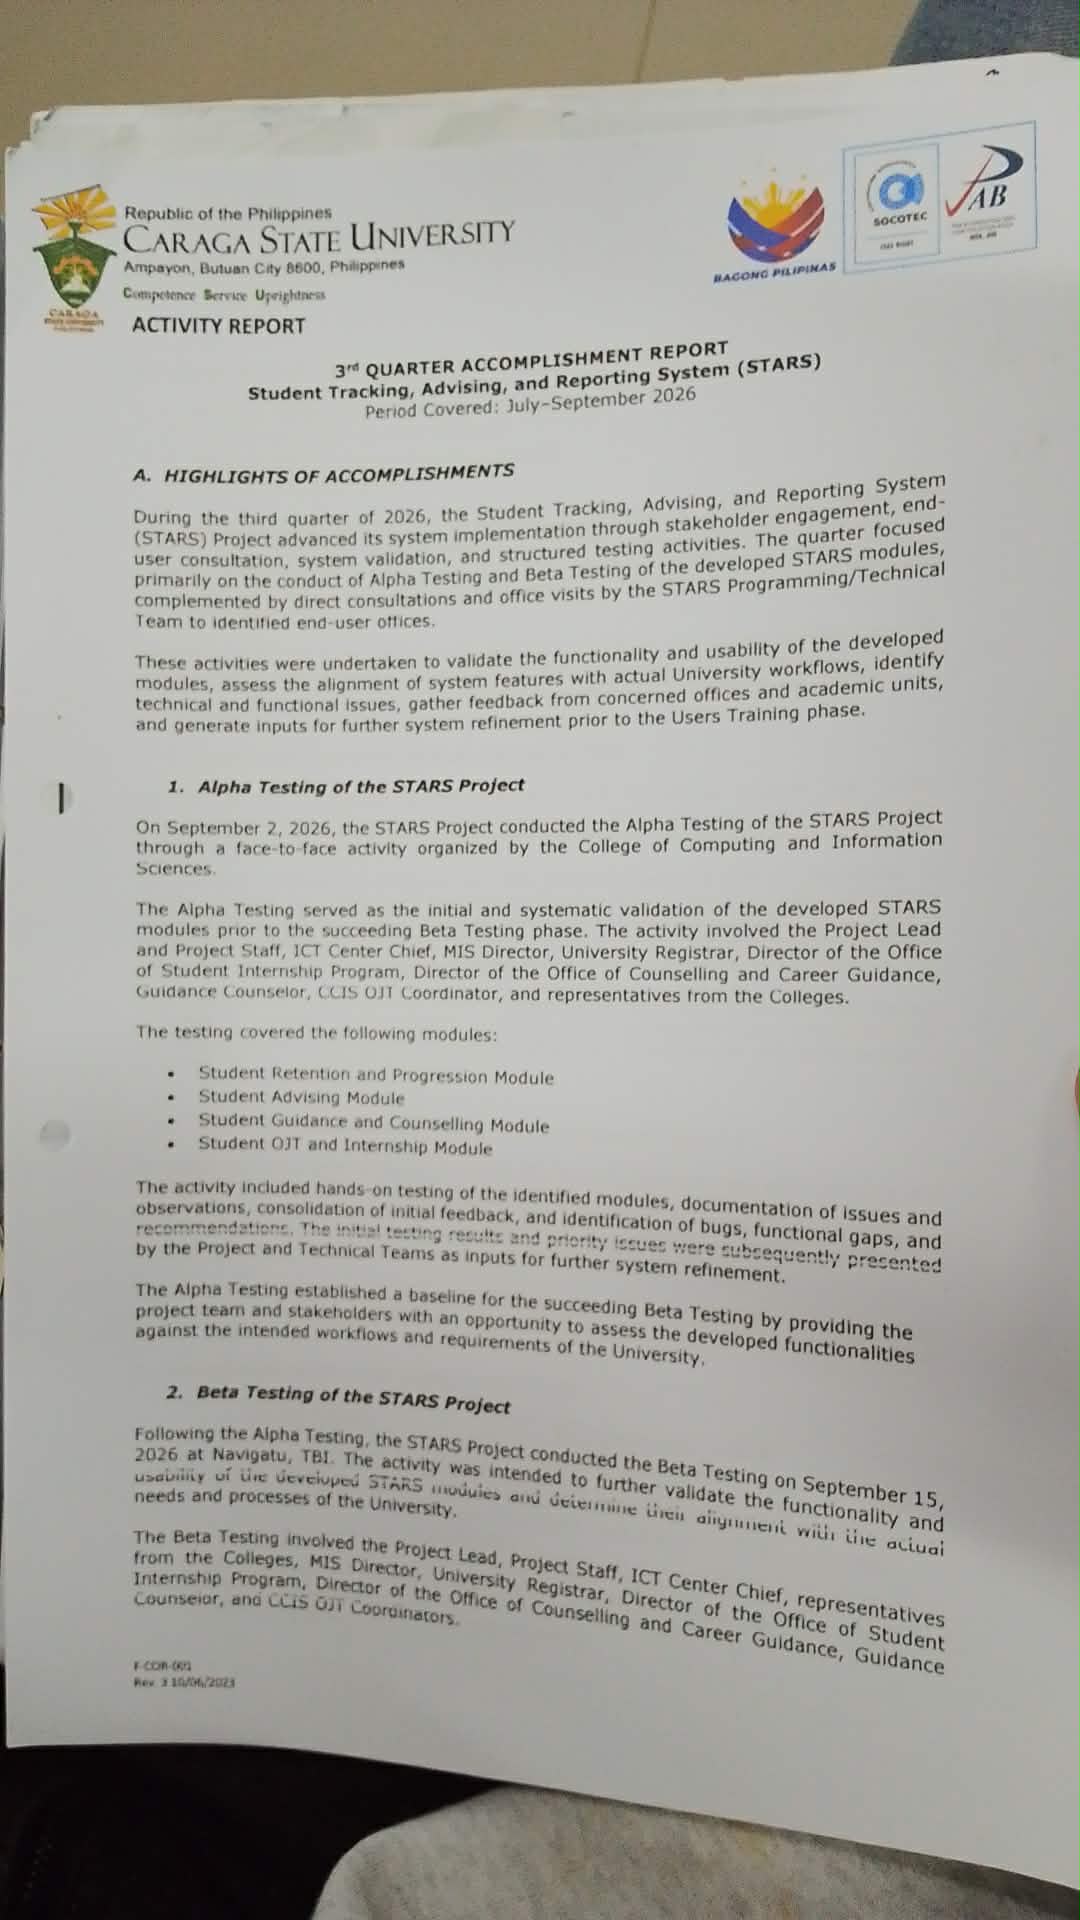 Republic of the Philippines
CARAGA STATE UNIVERSITY
Ampayon, Butuan City 8600, Philippines
Competence Service Uprightness
CARAGA
BAGONG PILIPINAS
SOCOTEC
PAB
ACTIVITY REPORT
3rd QUARTER ACCOMPLISHMENT REPORT
Student Tracking, Advising, and Reporting System (STARS)
Period Covered: July–September 2026
A. HIGHLIGHTS OF ACCOMPLISHMENTS
During the third quarter of 2026, the Student Tracking, Advising, and Reporting System
(STARS) Project advanced its system implementation through stakeholder engagement, end-
user consultation, system validation, and structured testing activities. The quarter focused
primarily on the conduct of Alpha Testing and Beta Testing of the developed STARS modules,
complemented by direct consultations and office visits by the STARS Programming/Technical
Team to identified end-user offices.
These activities were undertaken to validate the functionality and usability of the developed
modules, assess the alignment of system features with actual University workflows, identify
technical and functional issues, gather feedback from concerned offices and academic units,
and generate inputs for further system refinement prior to the Users Training phase.
1. Alpha Testing of the STARS Project
On September 2, 2026, the STARS Project conducted the Alpha Testing of the STARS Project
through a face-to-face activity organized by the College of Computing and Information
Sciences.
The Alpha Testing served as the initial and systematic validation of the developed STARS
modules prior to the succeeding Beta Testing phase. The activity involved the Project Lead
and Project Staff, ICT Center Chief, MIS Director, University Registrar, Director of the Office
of Student Internship Program, Director of the Office of Counselling and Career Guidance,
Guidance Counselor, CCIS OJT Coordinator, and representatives from the Colleges.
The testing covered the following modules:
• Student Retention and Progression Module
• Student Advising Module
• Student Guidance and Counselling Module
• Student OJT and Internship Module
The activity included hands-on testing of the identified modules, documentation of issues and
observations, consolidation of initial feedback, and identification of bugs, functional gaps, and
recommendations. The initial testing results and priority issues were subsequently presented
by the Project and Technical Teams as inputs for further system refinement.
The Alpha Testing established a baseline for the succeeding Beta Testing by providing the
project team and stakeholders with an opportunity to assess the developed functionalities
against the intended workflows and requirements of the University.
2. Beta Testing of the STARS Project
Following the Alpha Testing, the STARS Project conducted the Beta Testing on September 15,
2026 at Navigatu, TBI. The activity was intended to further validate the functionality and
usability of the developed STARS modules and determine their alignment with the actual
needs and processes of the University.
The Beta Testing involved the Project Lead, Project Staff, ICT Center Chief, representatives
from the Colleges, MIS Director, University Registrar, Director of the Office of Student
Internship Program, Director of the Office of Counselling and Career Guidance, Guidance
Counselor, and CCIS OJT Coordinators.
Rev. 3 10/06/2023